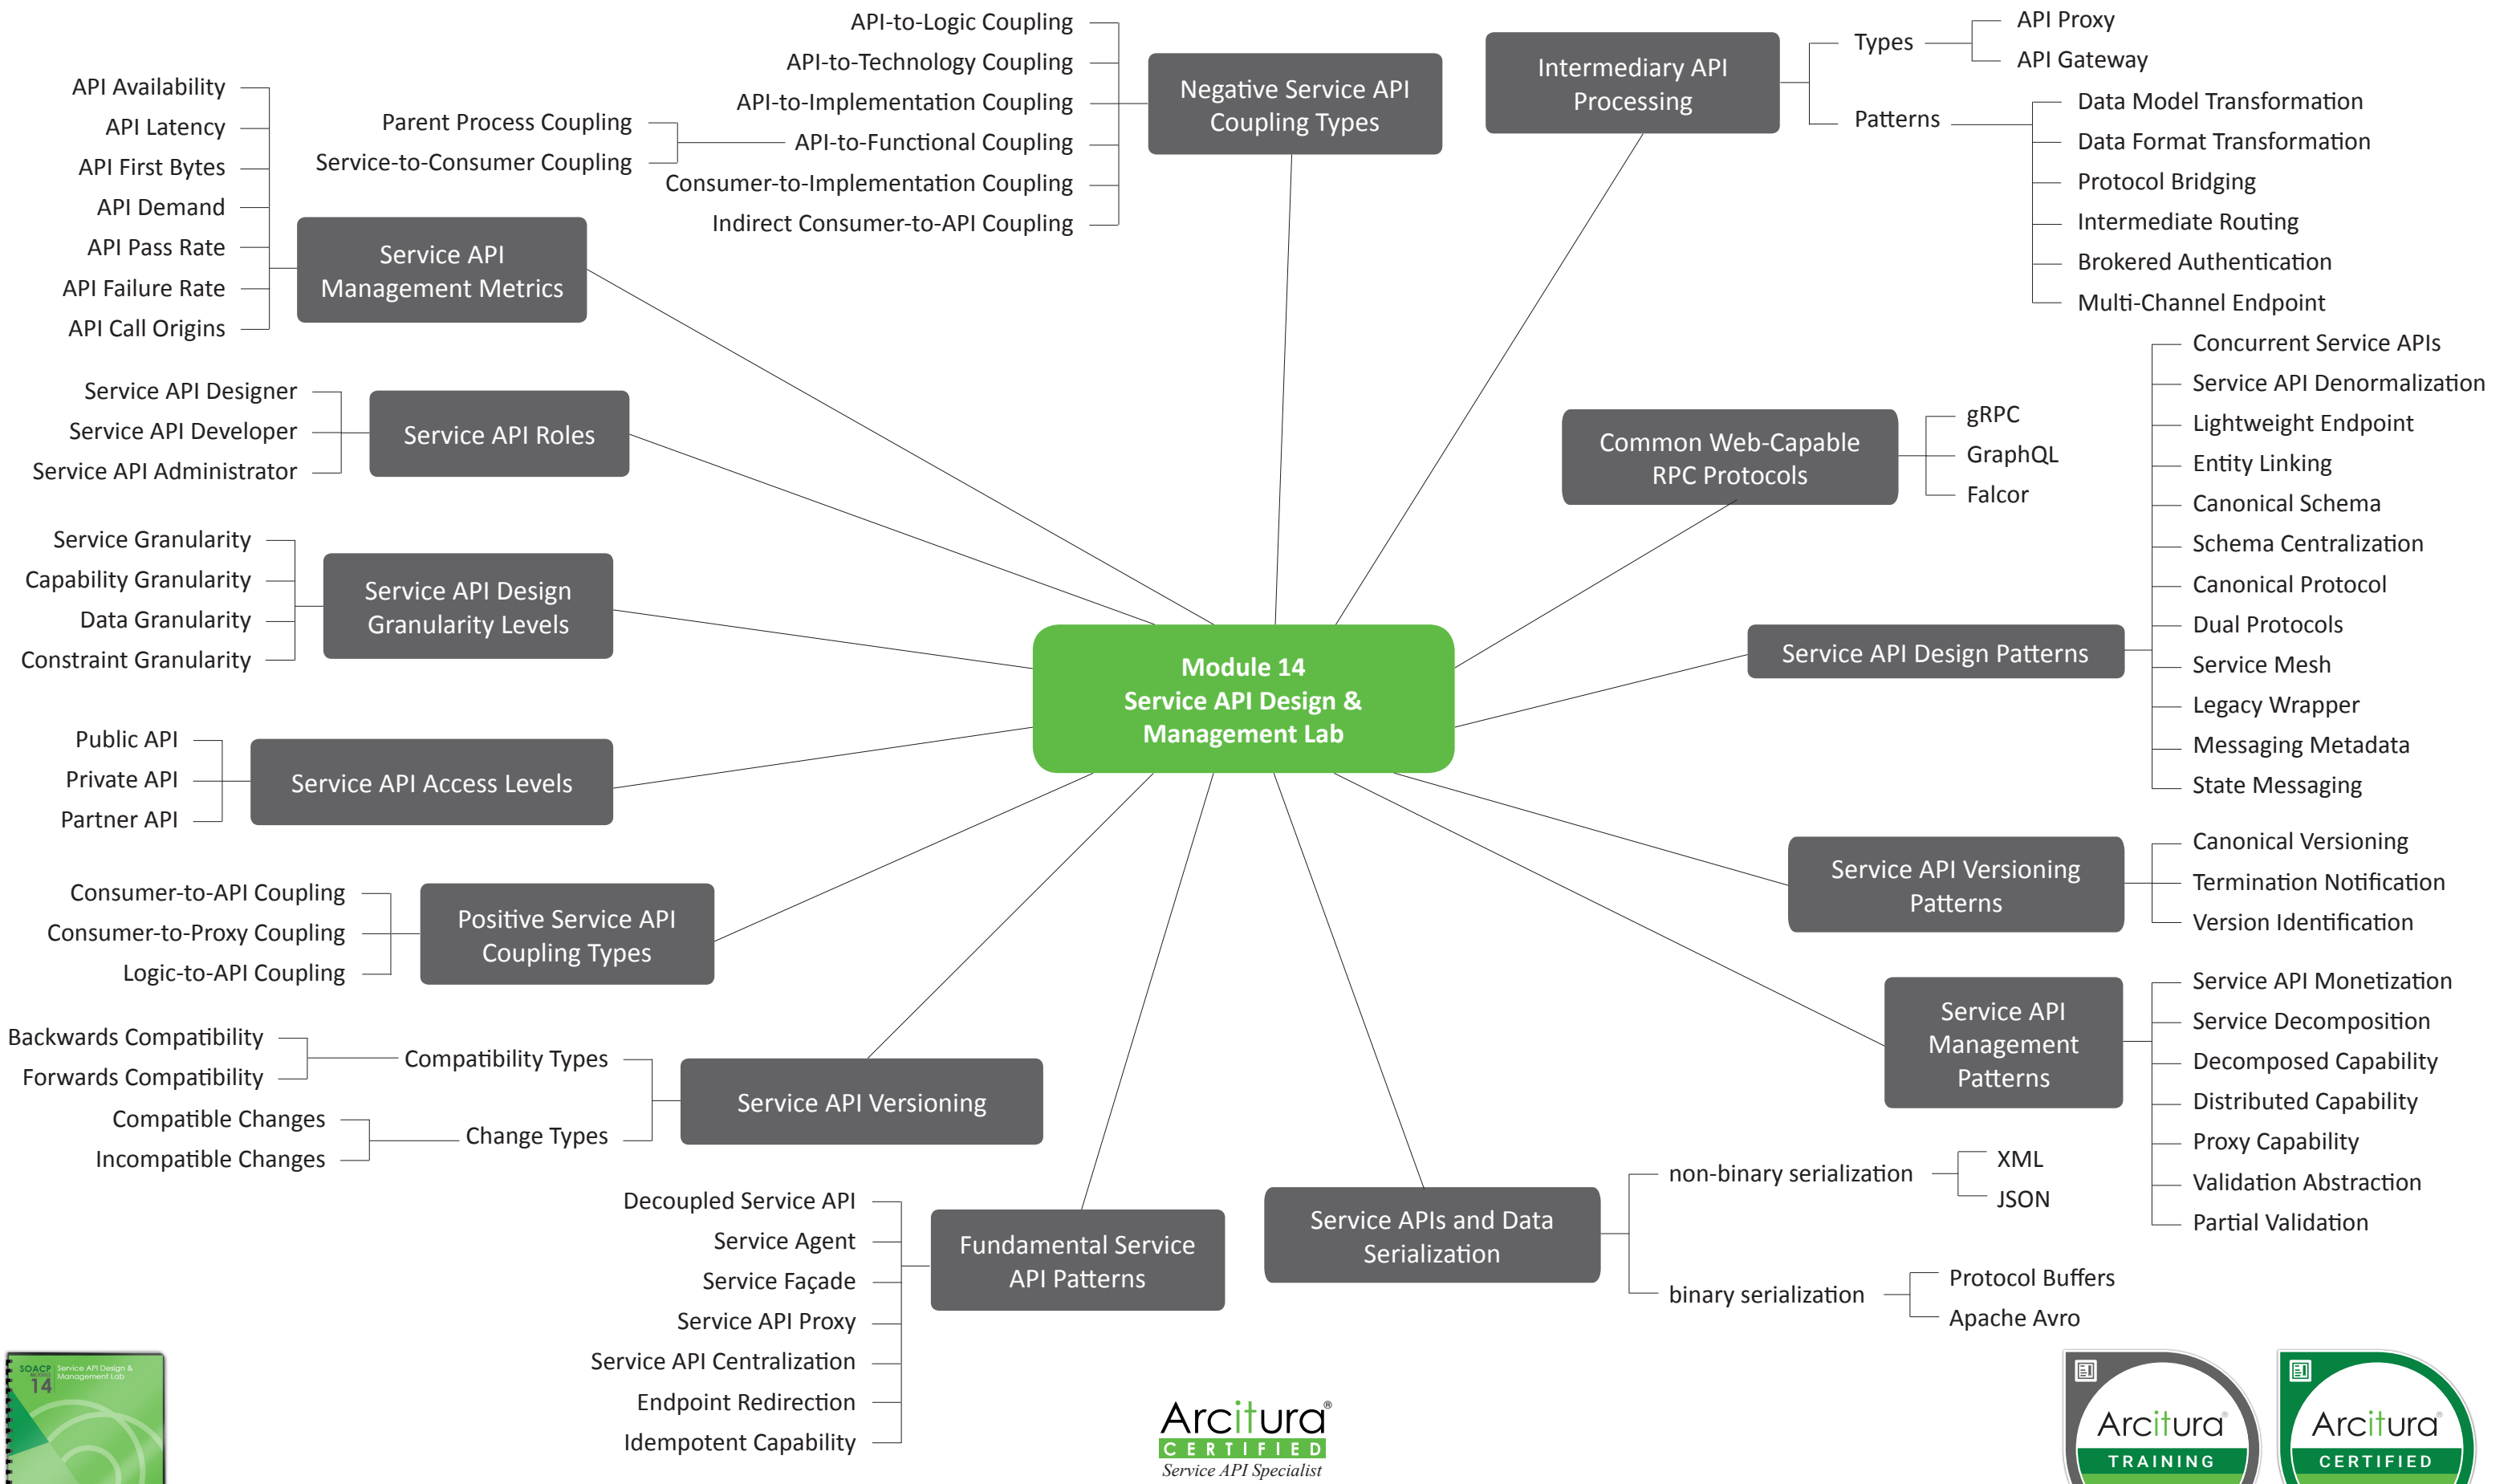 API-to-Logic Coupling
API-to-Technology Coupling
API-to-Implementation Coupling
API-to-Functional Coupling
Parent Process Coupling
Service-to-Consumer Coupling
Consumer-to-Implementation Coupling
Indirect Consumer-to-API Coupling
Negative Service API
Coupling Types
Intermediary API
Processing
Types
API Proxy
API Gateway
Patterns
Data Model Transformation
Data Format Transformation
Protocol Bridging
Intermediate Routing
Brokered Authentication
Multi-Channel Endpoint
API Availability
API Latency
API First Bytes
API Demand
API Pass Rate
API Failure Rate
API Call Origins
Service API
Management Metrics
Service API Designer
Service API Developer
Service API Administrator
Service API Roles
Common Web-Capable
RPC Protocols
gRPC
GraphQL
Falcor
Concurrent Service APIs
Service API Denormalization
Lightweight Endpoint
Entity Linking
Canonical Schema
Schema Centralization
Canonical Protocol
Dual Protocols
Service Mesh
Legacy Wrapper
Messaging Metadata
State Messaging
Service API Design Patterns
Service Granularity
Capability Granularity
Data Granularity
Constraint Granularity
Service API Design
Granularity Levels
Module 14
Service API Design &
Management Lab
Public API
Private API
Partner API
Service API Access Levels
Service API Versioning
Patterns
Canonical Versioning
Termination Notification
Version Identification
Consumer-to-API Coupling
Consumer-to-Proxy Coupling
Logic-to-API Coupling
Positive Service API
Coupling Types
Service API
Management
Patterns
Service API Monetization
Service Decomposition
Decomposed Capability
Distributed Capability
Proxy Capability
Validation Abstraction
Partial Validation
Backwards Compatibility
Forwards Compatibility
Compatibility Types
Compatible Changes
Incompatible Changes
Change Types
Service API Versioning
Decoupled Service API
Service Agent
Service Façade
Service API Proxy
Service API Centralization
Endpoint Redirection
Idempotent Capability
Fundamental Service
API Patterns
Service APIs and Data
Serialization
non-binary serialization
XML
JSON
binary serialization
Protocol Buffers
Apache Avro
SOACP
MODULE
14
Service API Design &
Management Lab
Arcitura®
CERTIFIED
Service API Specialist
Arcitura®
TRAINING
Arcitura®
CERTIFIED